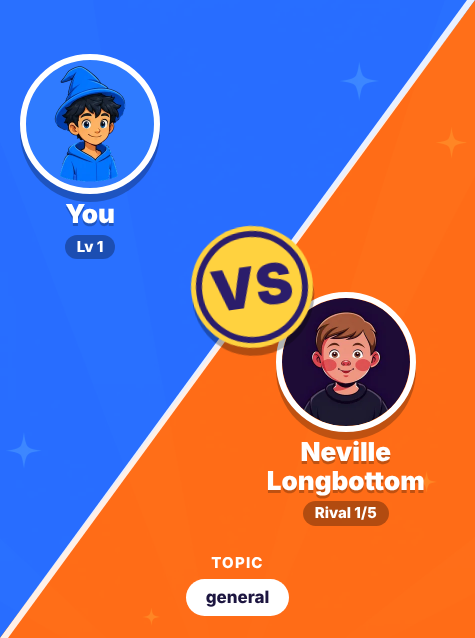 You
Lv 1
VS
Neville
Longbottom
Rival 1/5
TOPIC
general